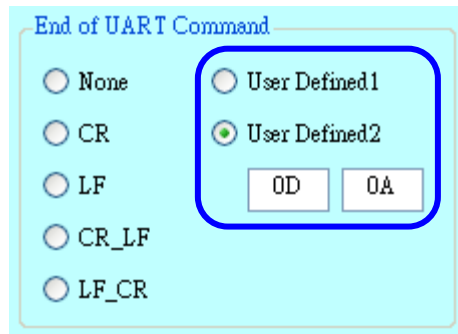 End of UART Command
None
User Defined1
CR
User Defined2
LF
0D 0A
CR_LF
LF_CR